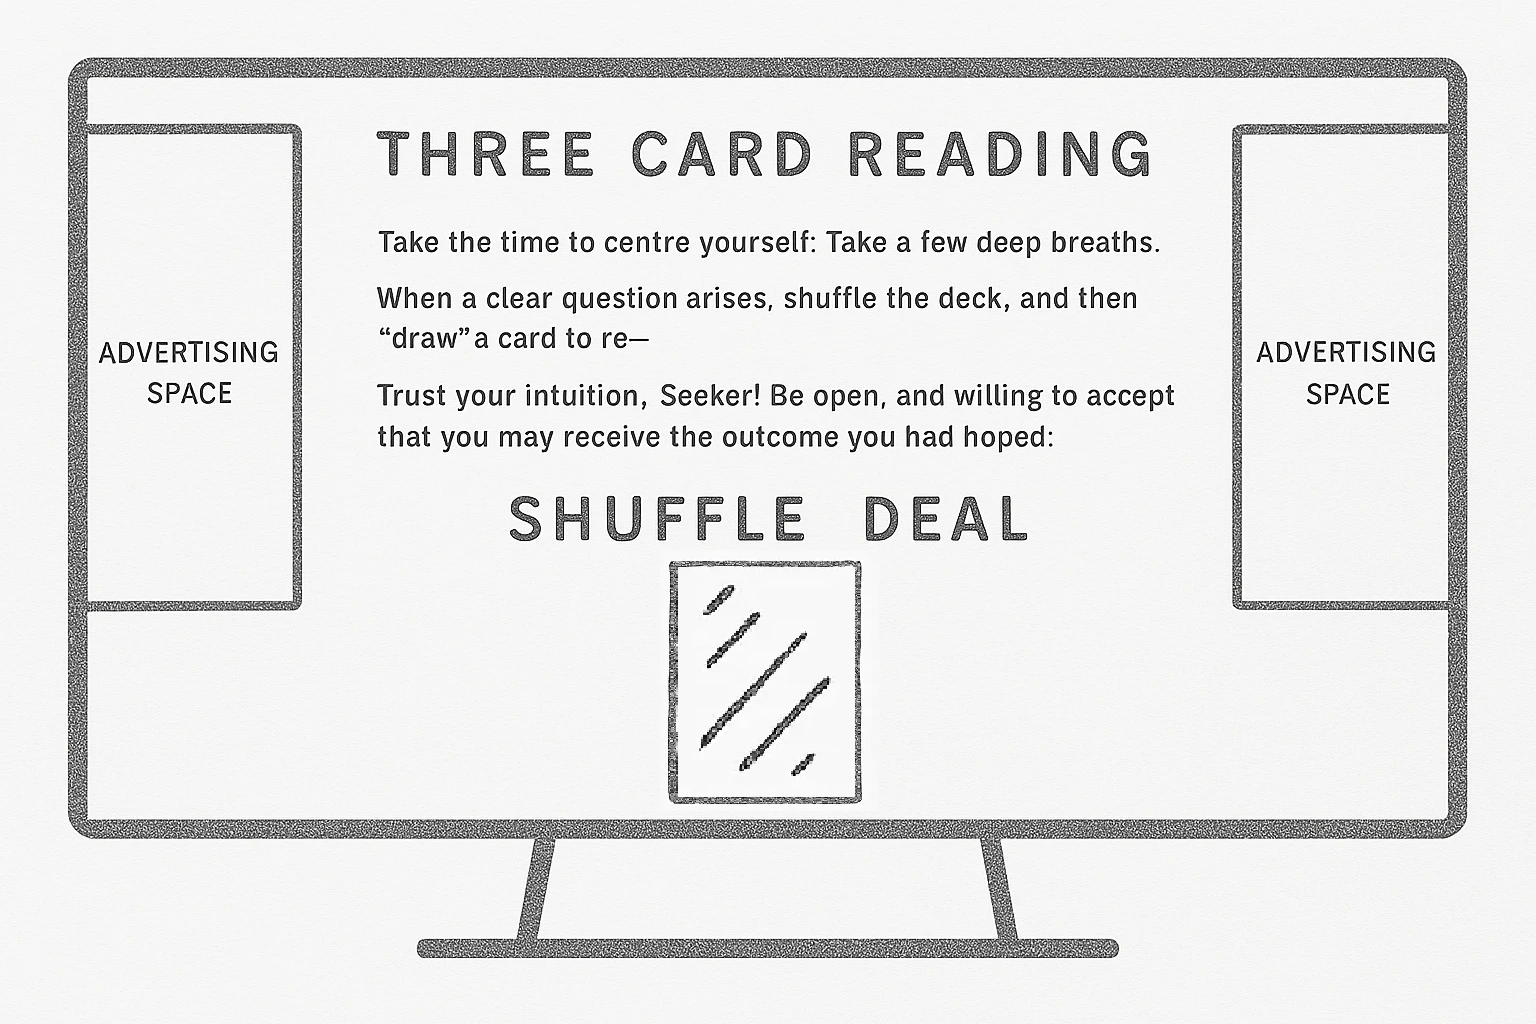 THREE CARD READING
Take the time to centre yourself: Take a few deep breaths.
When a clear question arises, shuffle the deck, and then
“draw” a card to re—
Trust your intuition, Seeker! Be open, and willing to accept
that you may receive the outcome you had hoped:
SHUFFLE DEAL
ADVERTISING
SPACE
ADVERTISING
SPACE